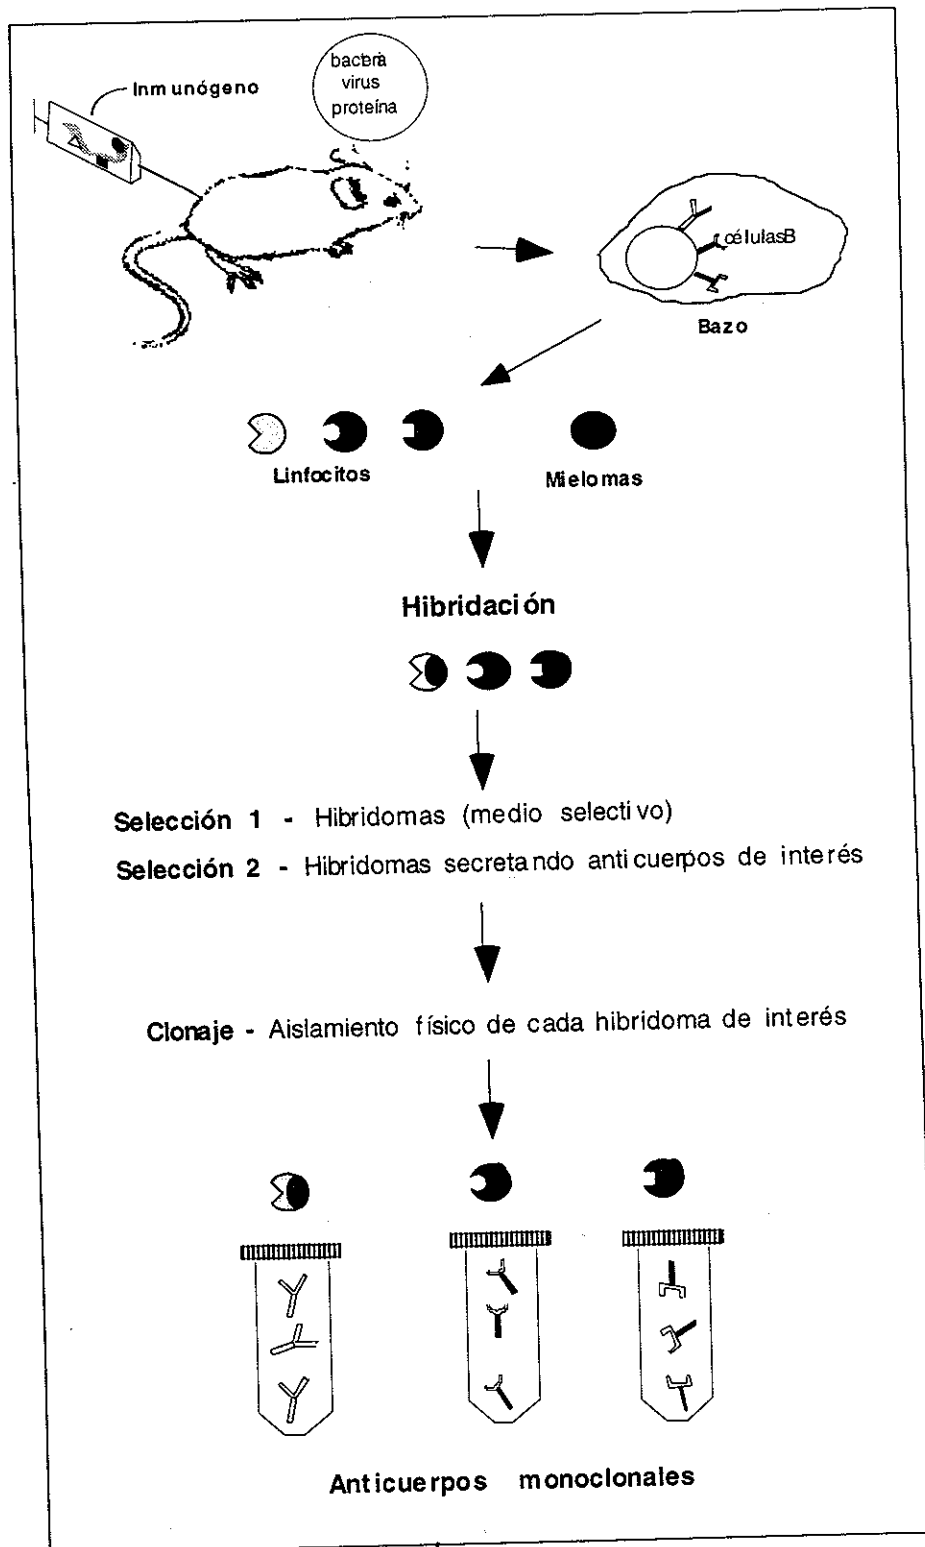 Inmunógeno
bacteria
virus
proteína
células B
Bazo
Linfocitos
Mielomas
Hibridación
Selección 1 - Hibridomas (medio selectivo)
Selección 2 - Hibridomas secretando anticuerpos de interés
Clonaje - Aislamiento físico de cada hibridoma de interés
Anticuerpos monoclonales